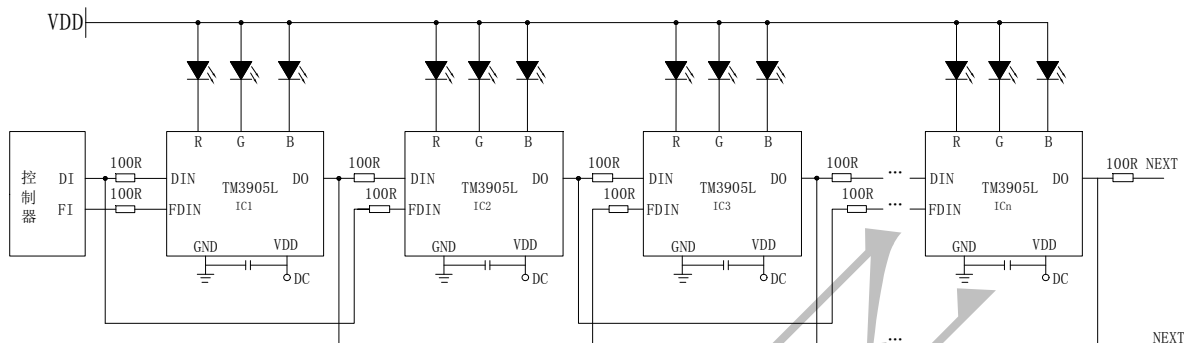 VDD
R G B R G B R G B R G B
控制器
DI 100R DIN TM3905L DO 100R DIN TM3905L DO 100R DIN TM3905L DO 100R ... DIN TM3905L DO 100R NEXT
FI 100R FDIN IC1 100R FDIN IC2 100R FDIN IC3 100R ... FDIN ICn
GND VDD GND VDD GND VDD GND VDD
DC DC DC DC
... NEXT